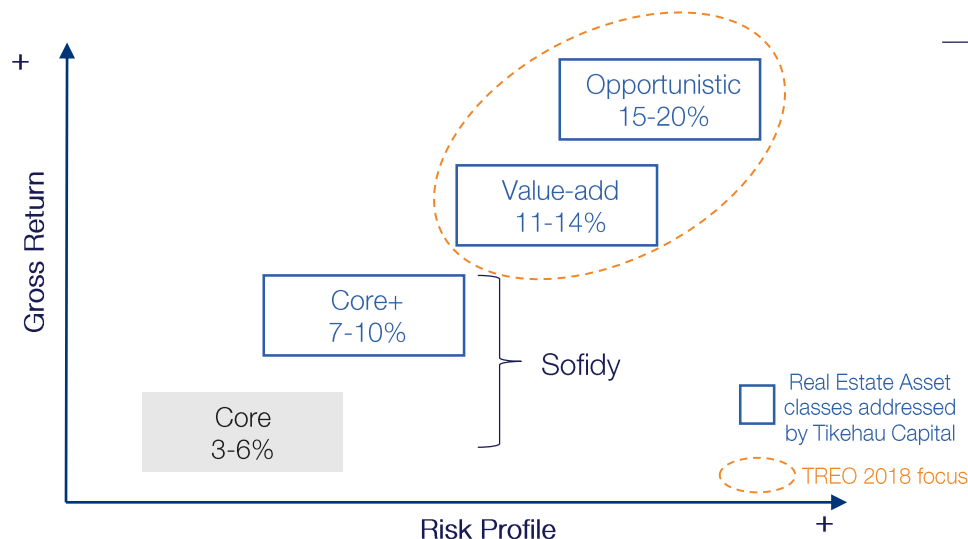 +
Opportunistic
15-20%
Value-add
11-14%
Gross Return
Core+
7-10%
Sofidy
Core
3-6%
Real Estate Asset
classes addressed
by Tikehau Capital
TREO 2018 focus
Risk Profile
+